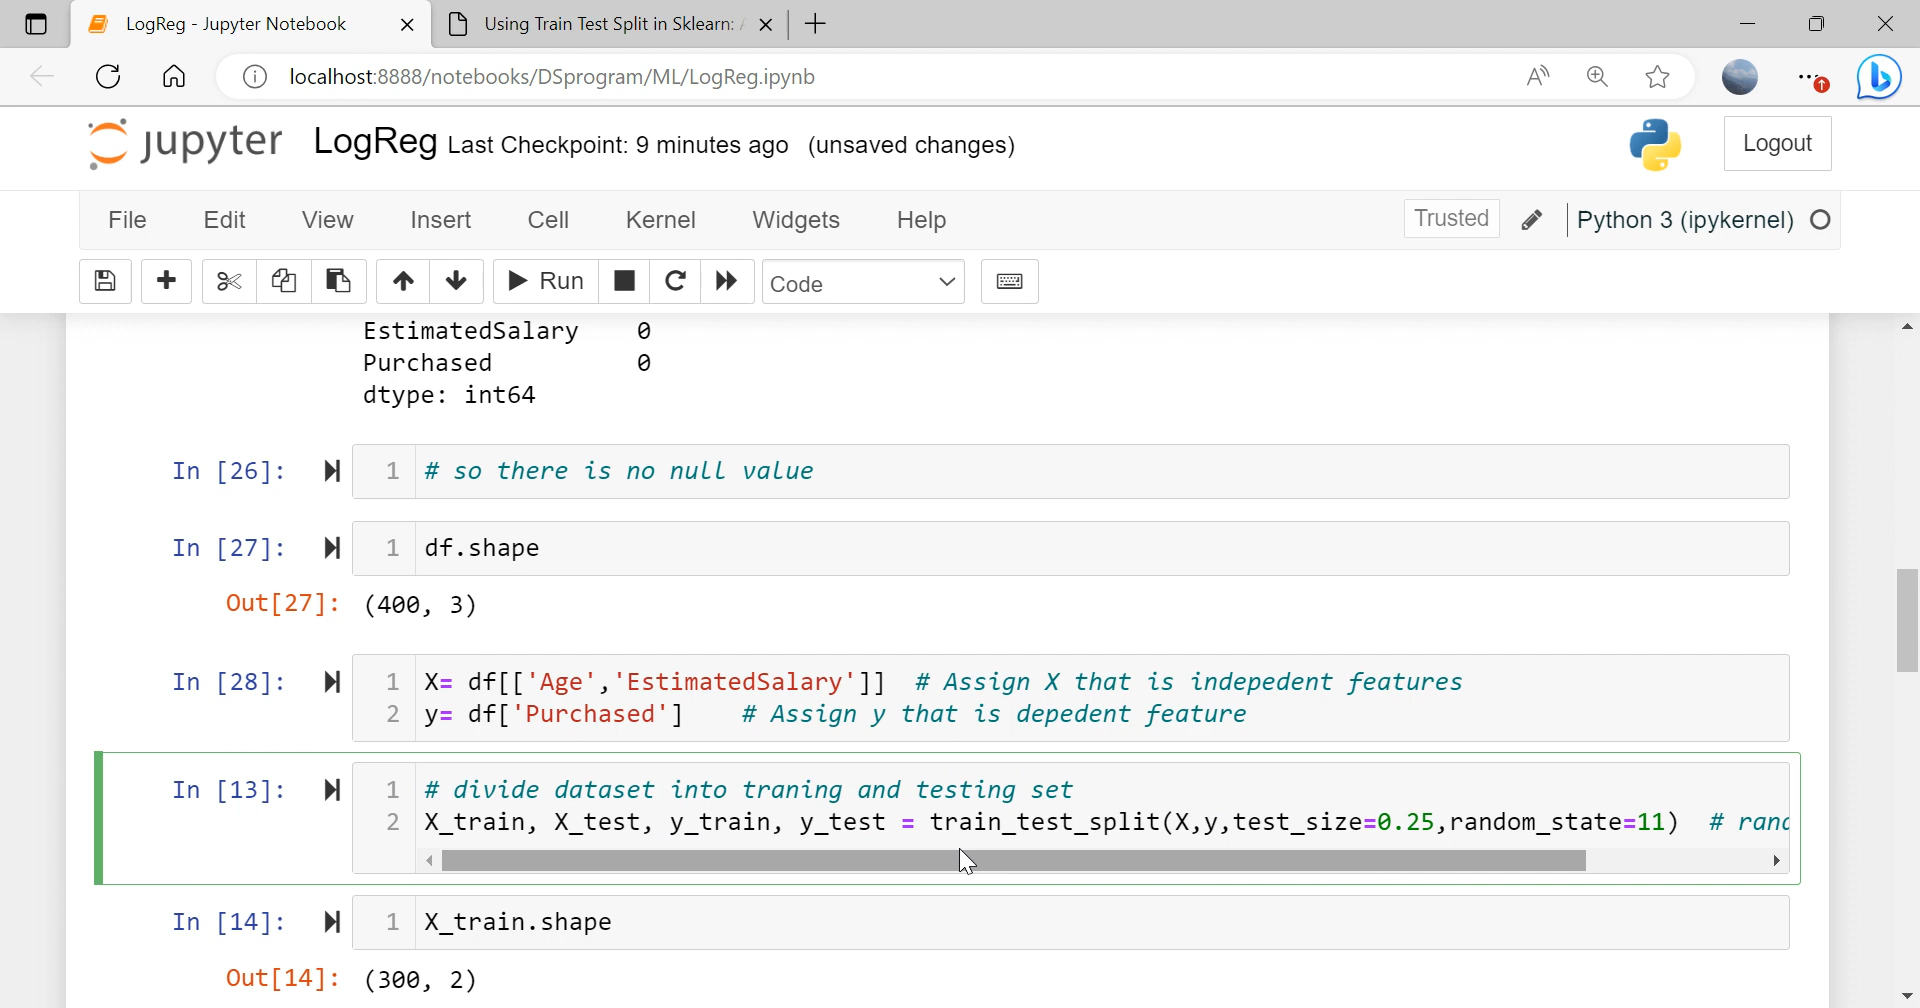 LogReg - Jupyter Notebook
Using Train Test Split in Sklearn:
localhost:8888/notebooks/DSprogram/ML/LogReg.ipynb
jupyter LogReg Last Checkpoint: 9 minutes ago (unsaved changes)
Logout
File Edit View Insert Cell Kernel Widgets Help
Trusted
Python 3 (ipykernel)
Run
Code
EstimatedSalary 0
Purchased 0
dtype: int64
In [26]: 1 # so there is no null value
In [27]: 1 df.shape
Out[27]: (400, 3)
In [28]: 1 X= df[['Age','EstimatedSalary']] # Assign X that is indepedent features
2 y= df['Purchased'] # Assign y that is depedent feature
In [13]: 1 # divide dataset into traning and testing set
2 X_train, X_test, y_train, y_test = train_test_split(X,y,test_size=0.25,random_state=11) # ran
In [14]: 1 X_train.shape
Out[14]: (300, 2)